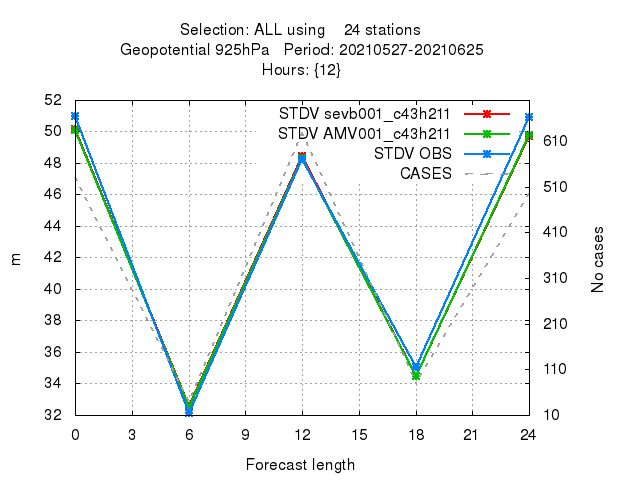 Selection: ALL using    24 stations
Geopotential 925hPa   Period: 20210527-20210625
Hours: {12}
STDV sevb001_c43h211
STDV AMV001_c43h211
STDV OBS
CASES
52
50
48
46
44
42
40
38
36
34
32
m
610
510
410
310
210
110
10
No cases
0 3 6 9 12 15 18 21 24
Forecast length